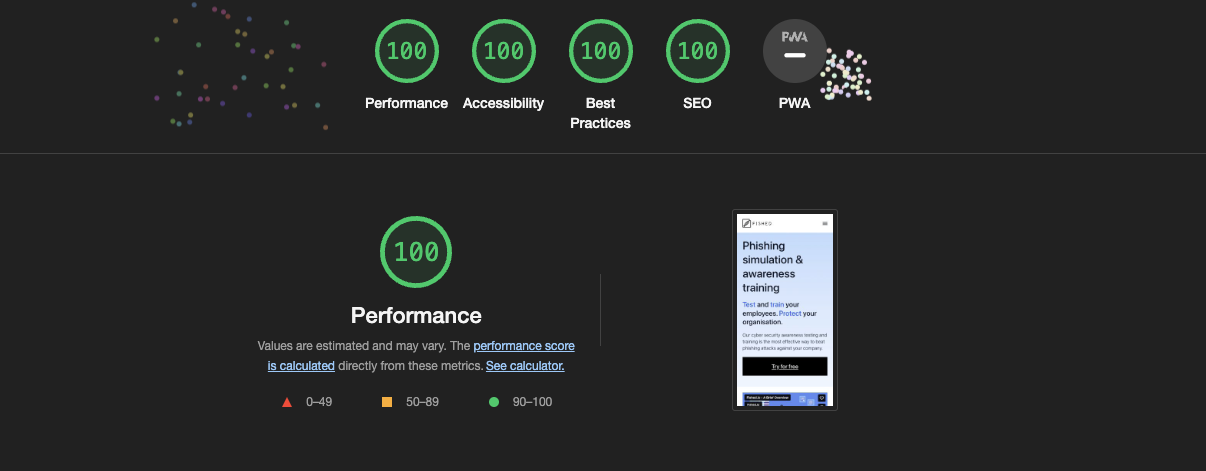 100 100 100 100 PWA
Performance Accessibility Best Practices SEO PWA
100
Performance
Values are estimated and may vary. The performance score
is calculated directly from these metrics. See calculator.
0–49 50–89 90–100
Phishing
simulation &
awareness
training
Test and train your
employees. Protect your
organisation.
Our cyber security awareness testing and
training is the most effective way to beat
phishing attacks against your company.
Try for free